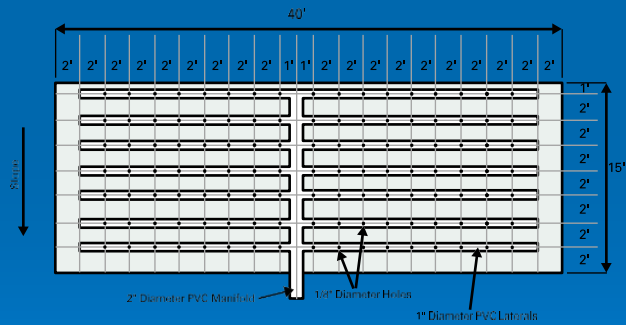 40'
2' 2' 2' 2' 2' 2' 2' 2' 2' 1' 1' 2' 2' 2' 2' 2' 2' 2' 2' 2' 2'
1'
2'
2'
2'
2'
2'
2'
2'
15'
Slope
2" Diameter PVC Manifold
1/4" Diameter Holes
1" Diameter PVC Laterals